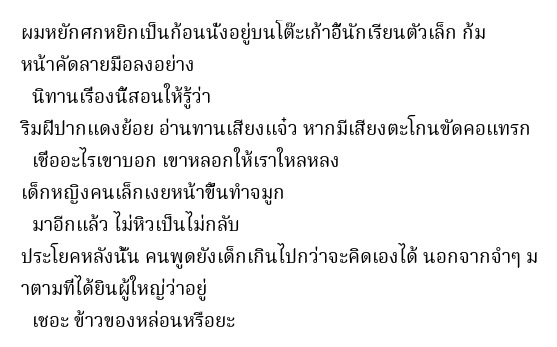 ผมหยักศกหยิกเป็นก้อนนั่งอยู่บนโต๊ะเก้าอี้นักเรียนตัวเล็ก ก้ม
หน้าคัดลายมือลงอย่าง
นิทานเรื่องนี้สอนให้รู้ว่า
ริมฝีปากแดงย้อย อ่านทานเสียงแจ๋ว หากมีเสียงตะโกนขัดคอแทรก
เชื่ออะไรเขาบอก เขาหลอกให้เราใหลหลง
เด็กหญิงคนเล็กเงยหน้าขึ้นทำจมูก
มาอีกแล้ว ไม่หิวเป็นไม่กลับ
ประโยคหลังนั้น คนพูดยังเด็กเกินไปกว่าจะคิดเองได้ นอกจากจำๆ ม
าตามที่ได้ยินผู้ใหญ่ว่าอยู่
เชอะ ข้าวของหล่อนหรือยะ